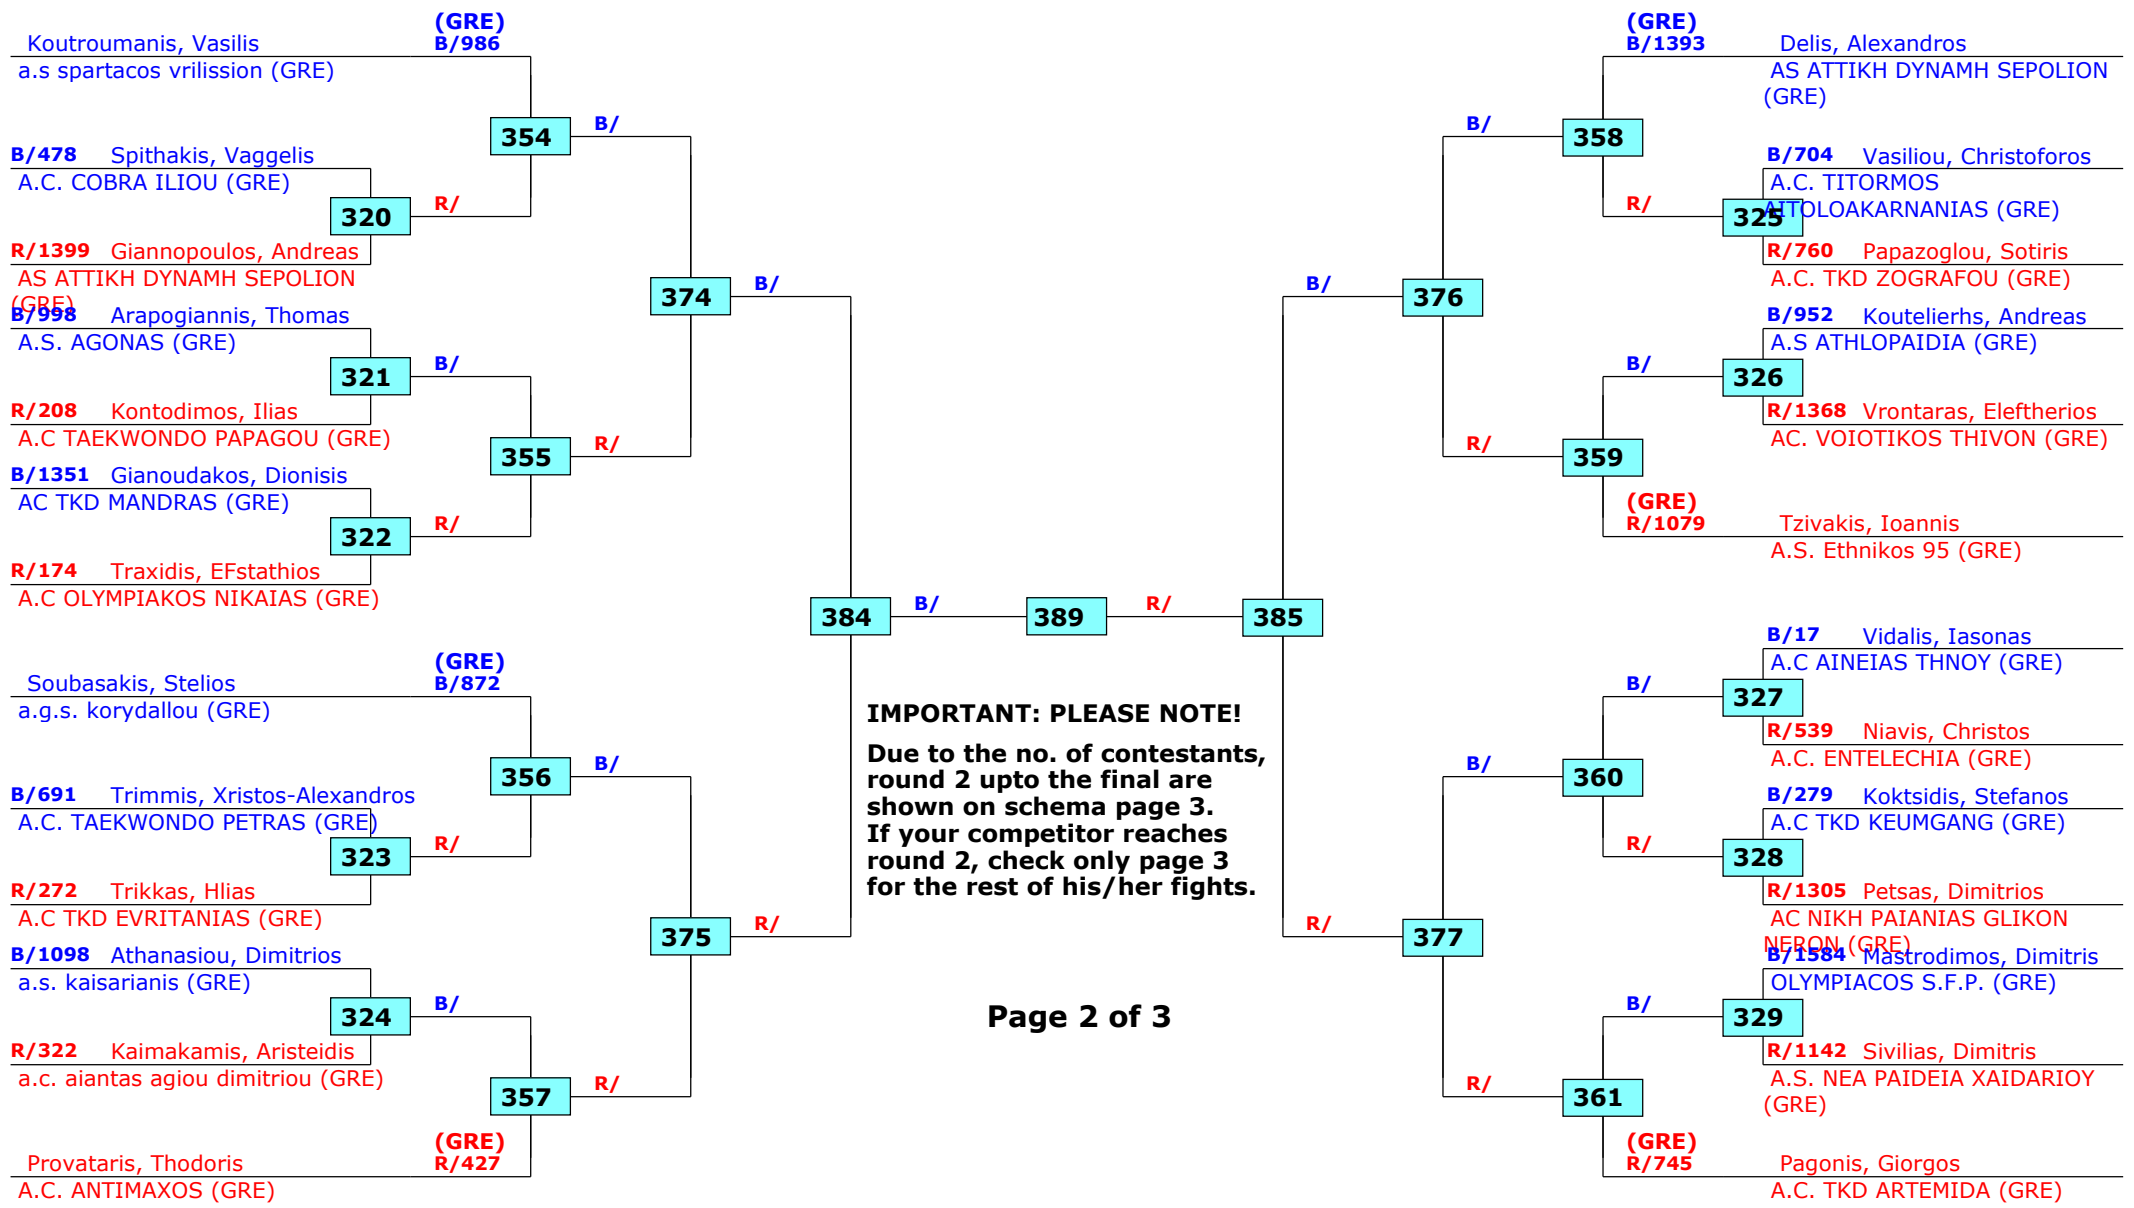 (GRE)
Koutroumanis, Vasilis B/986
a.s spartacos vrilission (GRE)
354
B/
B/478 Spithakis, Vaggelis
A.C. COBRA ILIOU (GRE)
320
R/
R/1399 Giannopoulos, Andreas
AS ATTIKH DYNAMH SEPOLION
(GRE)
374
B/
B/998 Arapogiannis, Thomas
A.S. AGONAS (GRE)
321
B/
R/208 Kontodimos, Ilias
A.C TAEKWONDO PAPAGOU (GRE)
355
R/
B/1351 Gianoudakos, Dionisis
AC TKD MANDRAS (GRE)
322
R/
R/174 Traxidis, EFstathios
A.C OLYMPIAKOS NIKAIAS (GRE)
384
B/
389
R/
385
(GRE)
Soubasakis, Stelios B/872
a.g.s. korydallou (GRE)
356
B/
B/691 Trimmis, Xristos-Alexandros
A.C. TAEKWONDO PETRAS (GRE)
323
R/
R/272 Trikkas, Hlias
A.C TKD EVRITANIAS (GRE)
375
R/
B/1098 Athanasiou, Dimitrios
a.s. kaisarianis (GRE)
324
B/
R/322 Kaimakamis, Aristeidis
a.c. aiantas agiou dimitriou (GRE)
357
R/
(GRE)
Provataris, Thodoris R/427
A.C. ANTIMAXOS (GRE)
IMPORTANT: PLEASE NOTE!
Due to the no. of contestants,
round 2 upto the final are
shown on schema page 3.
If your competitor reaches
round 2, check only page 3
for the rest of his/her fights.
Page 2 of 3
(GRE)
B/1393 Delis, Alexandros
AS ATTIKH DYNAMH SEPOLION
(GRE)
B/
358
B/704 Vasiliou, Christoforos
A.C. TITORMOS
AITOLOAKARNANIAS (GRE)
R/
325
R/760 Papazoglou, Sotiris
A.C. TKD ZOGRAFOU (GRE)
B/
376
B/952 Koutelierhs, Andreas
A.S ATHLOPAIDIA (GRE)
B/
326
R/1368 Vrontaras, Eleftherios
AC. VOIOTIKOS THIVON (GRE)
R/
359
(GRE)
R/1079 Tzivakis, Ioannis
A.S. Ethnikos 95 (GRE)
B/17 Vidalis, Iasonas
A.C AINEIAS THNOY (GRE)
B/
327
R/539 Niavis, Christos
A.C. ENTELECHIA (GRE)
B/
360
B/279 Koktsidis, Stefanos
A.C TKD KEUMGANG (GRE)
R/
328
R/1305 Petsas, Dimitrios
AC NIKH PAIANIAS GLIKON
NERON (GRE)
R/
377
B/1584 Mastrodimos, Dimitris
OLYMPIACOS S.F.P. (GRE)
B/
329
R/1142 Sivilias, Dimitris
A.S. NEA PAIDEIA XAIDARIOY
(GRE)
R/
361
(GRE)
R/745 Pagonis, Giorgos
A.C. TKD ARTEMIDA (GRE)